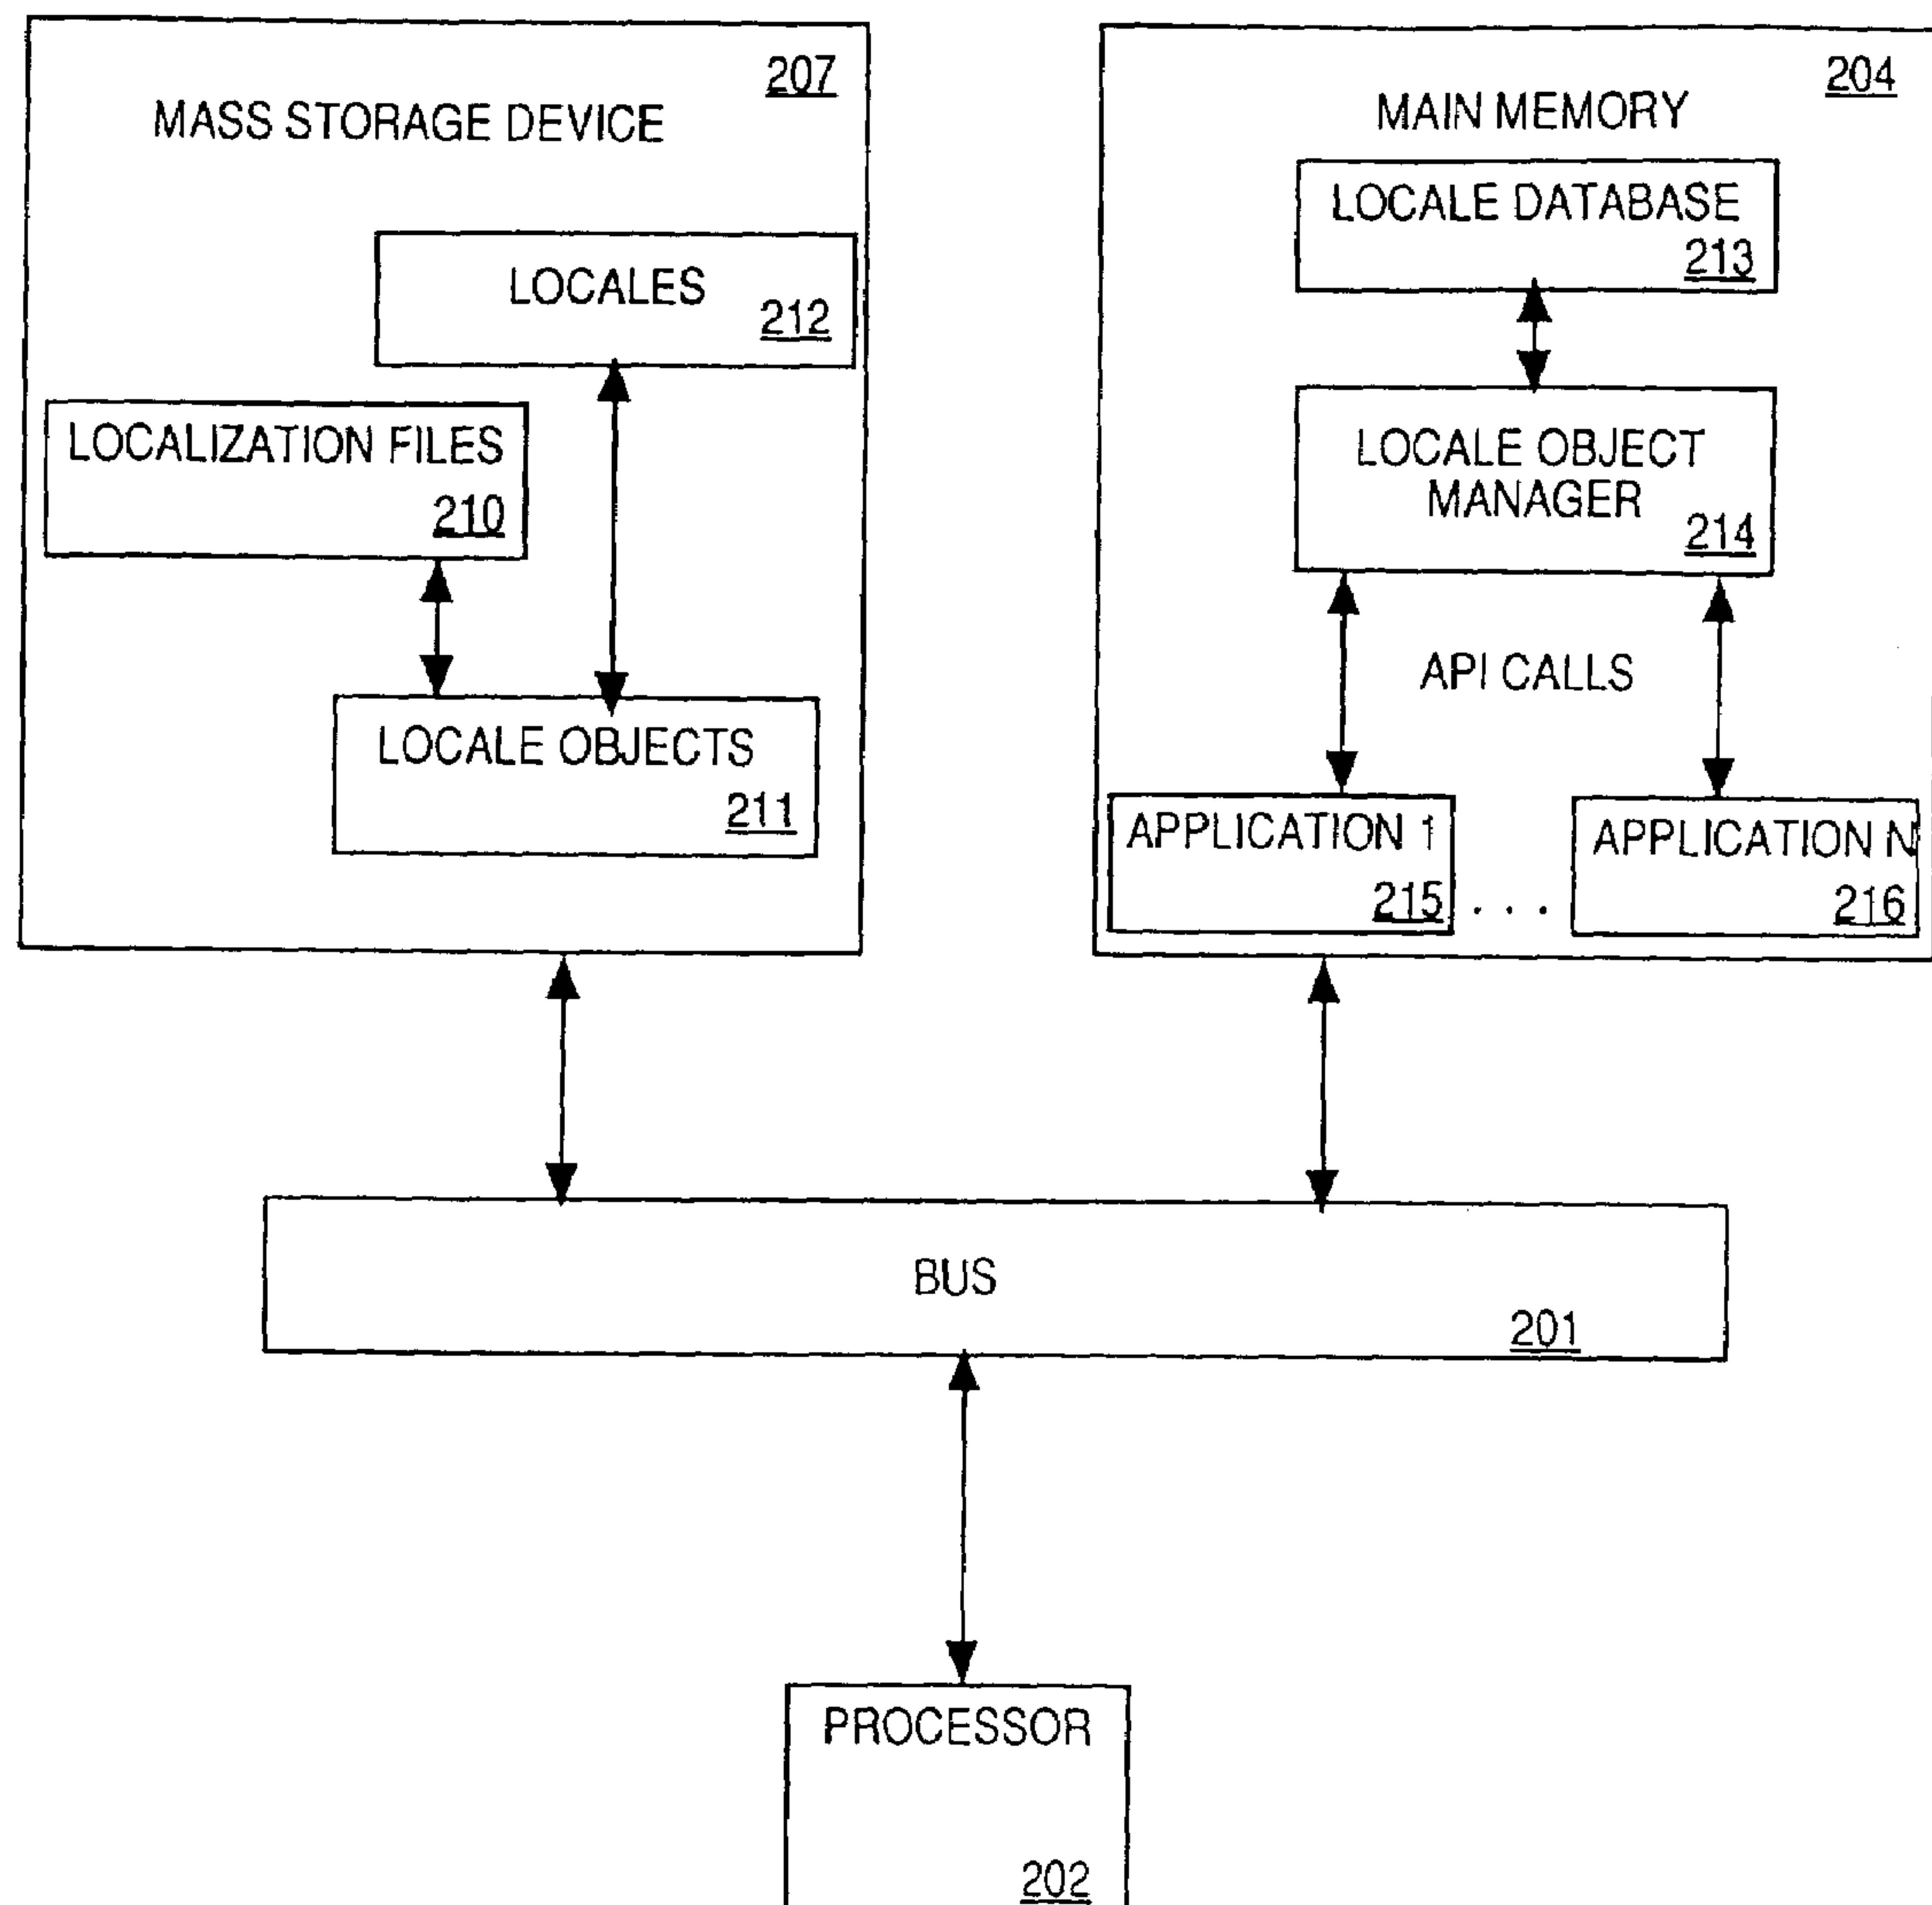 207
MASS STORAGE DEVICE
LOCALES
212
LOCALIZATION FILES
210
LOCALE OBJECTS
211
204
MAIN MEMORY
LOCALE DATABASE
213
LOCALE OBJECT
MANAGER
214
API CALLS
APPLICATION 1
215
. . .
APPLICATION N
216
BUS
201
PROCESSOR
202